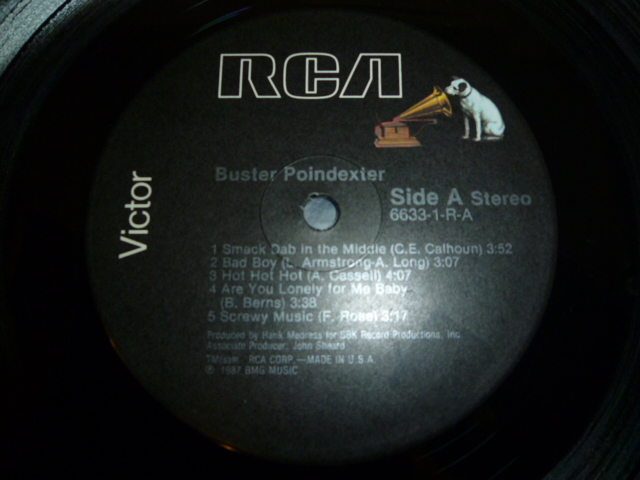 RCA
Victor
Buster Poindexter
Side A Stereo
6633-1-R-A
1 Smack Dab in the Middle (C.E. Calhoun) 3:52
2 Bad Boy (L. Armstrong-A. Long) 3:07
3 Hot Hot Hot (A. Cassell) 4:07
4 Are You Lonely for Me Baby
(B. Berns) 3:38
5 Screwy Music (F. Rose) 3:17
Produced by Hank Medress for SBK Record Productions, Inc.
Associate Producer: John
RCA CORP.—MADE IN U.S.A.
℗ 1987 BMG MUSIC